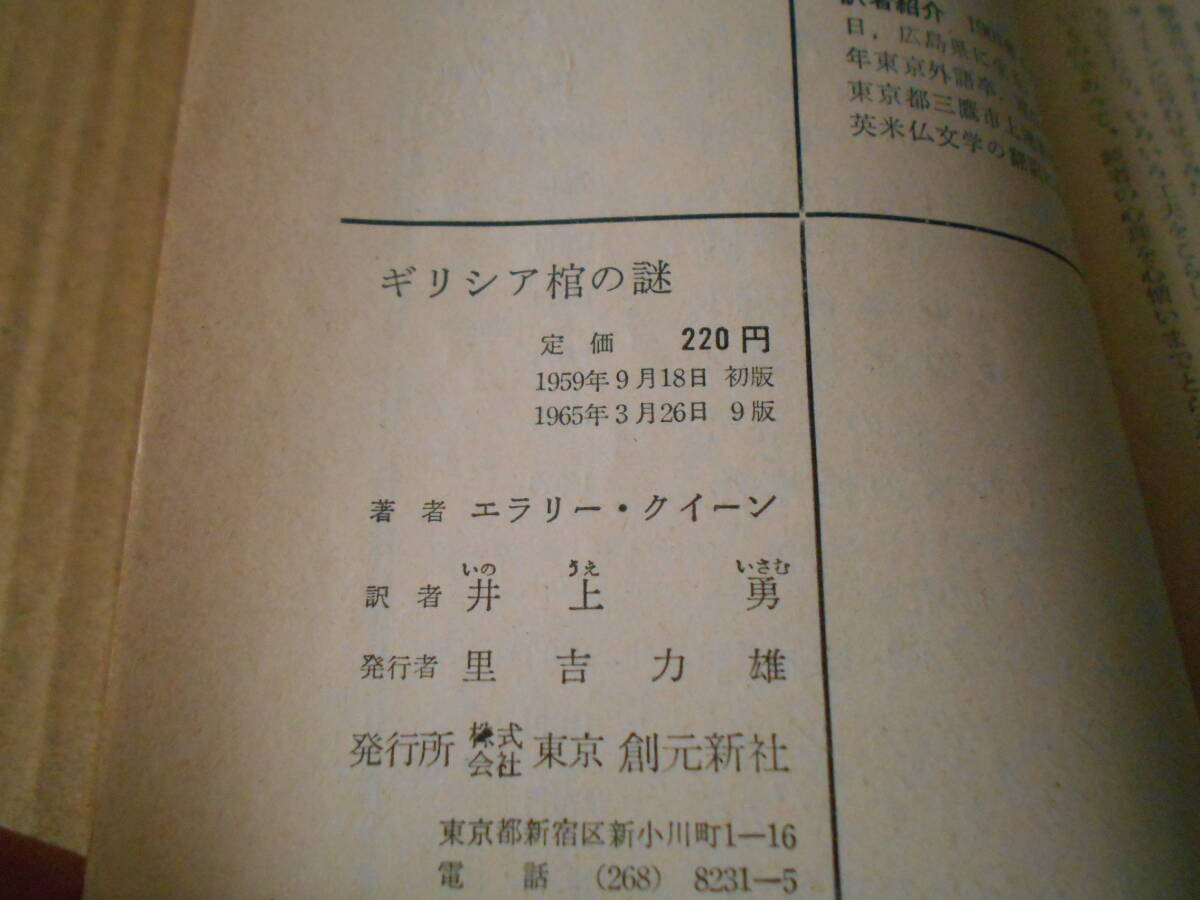 訳者紹介
日,広島県に生
年東京外語卒
東京都三鷹市上
英米仏文学の翻訳
ギリシア棺の謎
定価 220円
1959年9月18日 初版
1965年3月26日 9版
著者 エラリー・クイーン
いの うえ いさむ
訳者 井上 勇
発行者 里吉力雄
発行所 株式会社 東京創元新社
東京都新宿区新小川町1―16
電話 (268) 8231―5